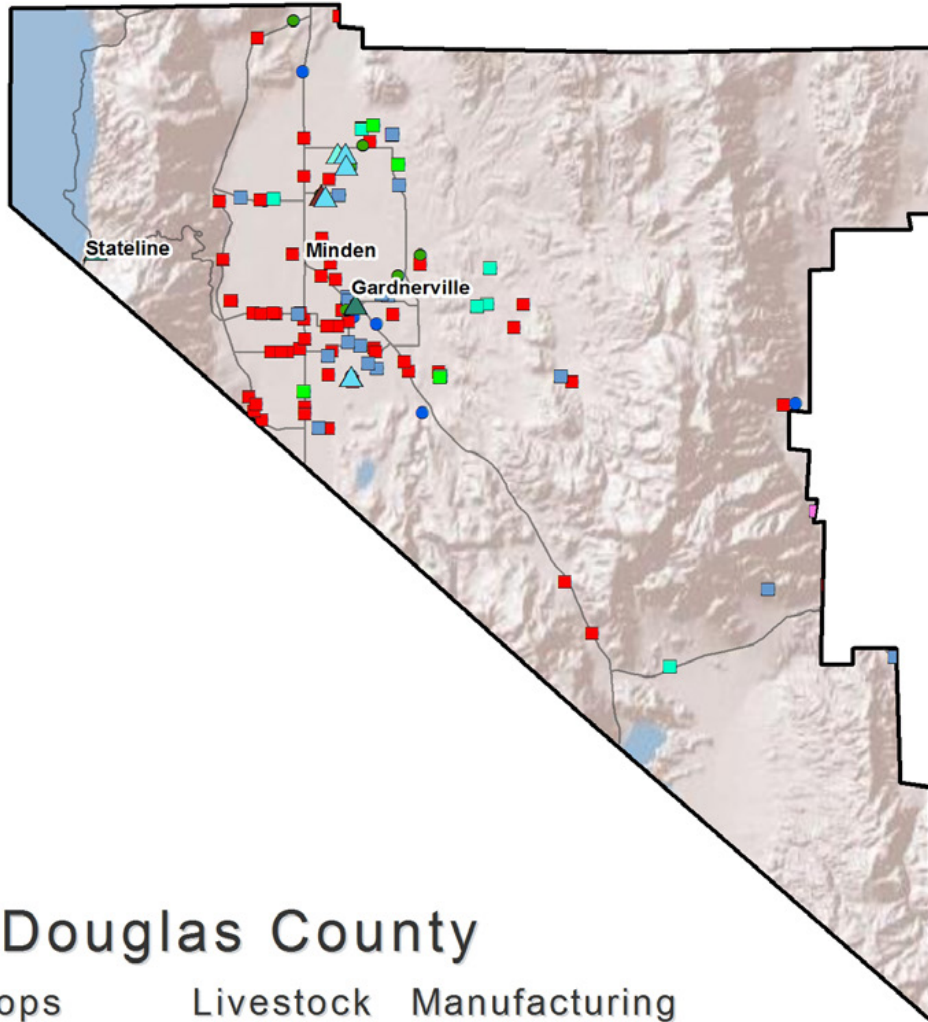 Stateline
Minden
Gardnerville
Douglas County
ops Livestock Manufacturing